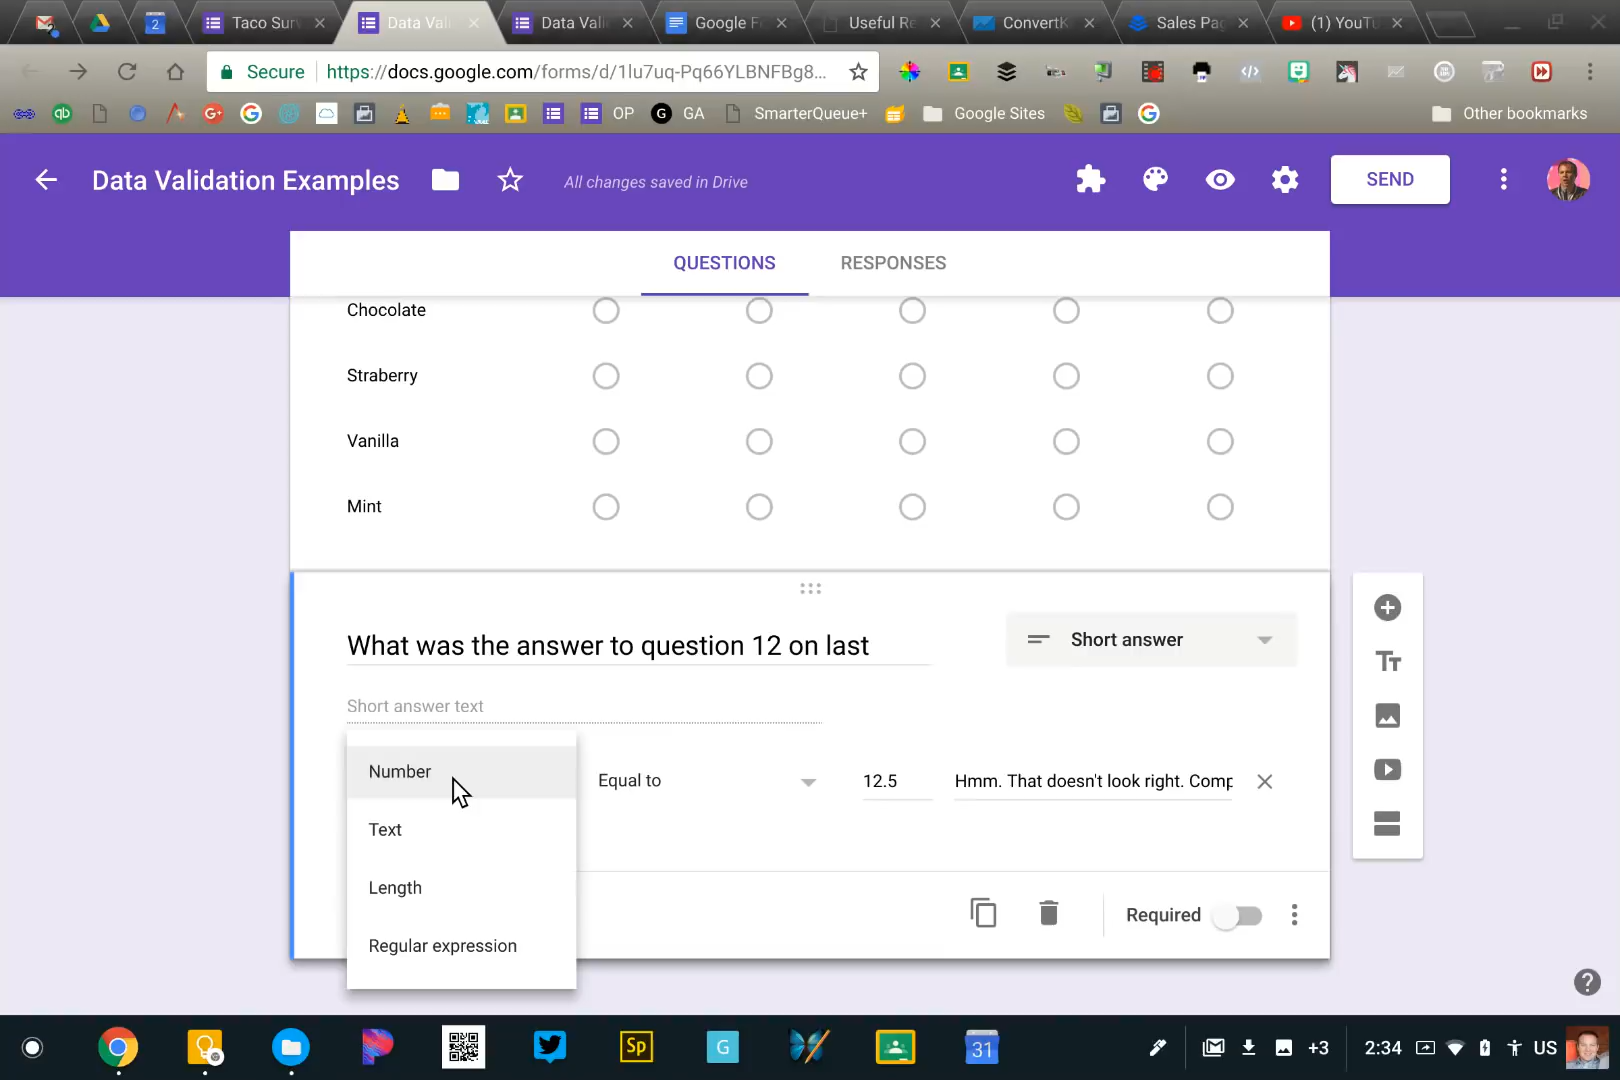 Taco Sur
Data Vali
Data Vali
Google F
Useful Re
ConvertK
Sales Pag
(1) YouTu
Secure
https://docs.google.com/forms/d/1lu7uq-Pq66YLBNFBg8...
OP
GA
SmarterQueue+
Google Sites
Other bookmarks
Data Validation Examples
All changes saved in Drive
SEND
QUESTIONS
RESPONSES
Chocolate
Straberry
Vanilla
Mint
What was the answer to question 12 on last
Short answer
Short answer text
Number
Equal to
12.5
Hmm. That doesn't look right. Comp
Text
Length
Regular expression
Required
Sp
G
31
+3
2:34
US